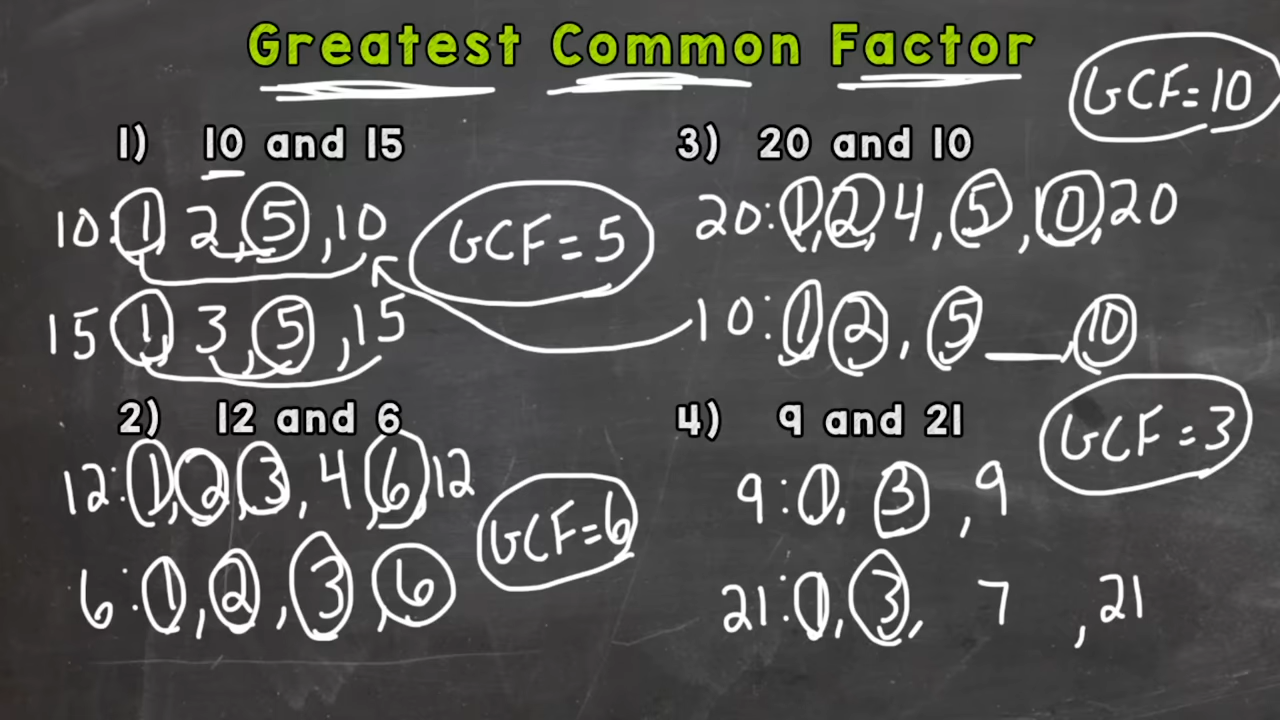 Greatest Common Factor
1) 10 and 15
10: 1, 2, 5, 10
15 1, 3, 5, 15
GCF=5
2) 12 and 6
12: 1, 2, 3, 4, 6, 12
6: 1, 2, 3, 6
GCF=6
3) 20 and 10
GCF=10
20: 1, 2, 4, 5, 10, 20
10: 1 2, 5, 10
4) 9 and 21
GCF=3
9: 1, 3, 9
21: 1, 3, 7, 21